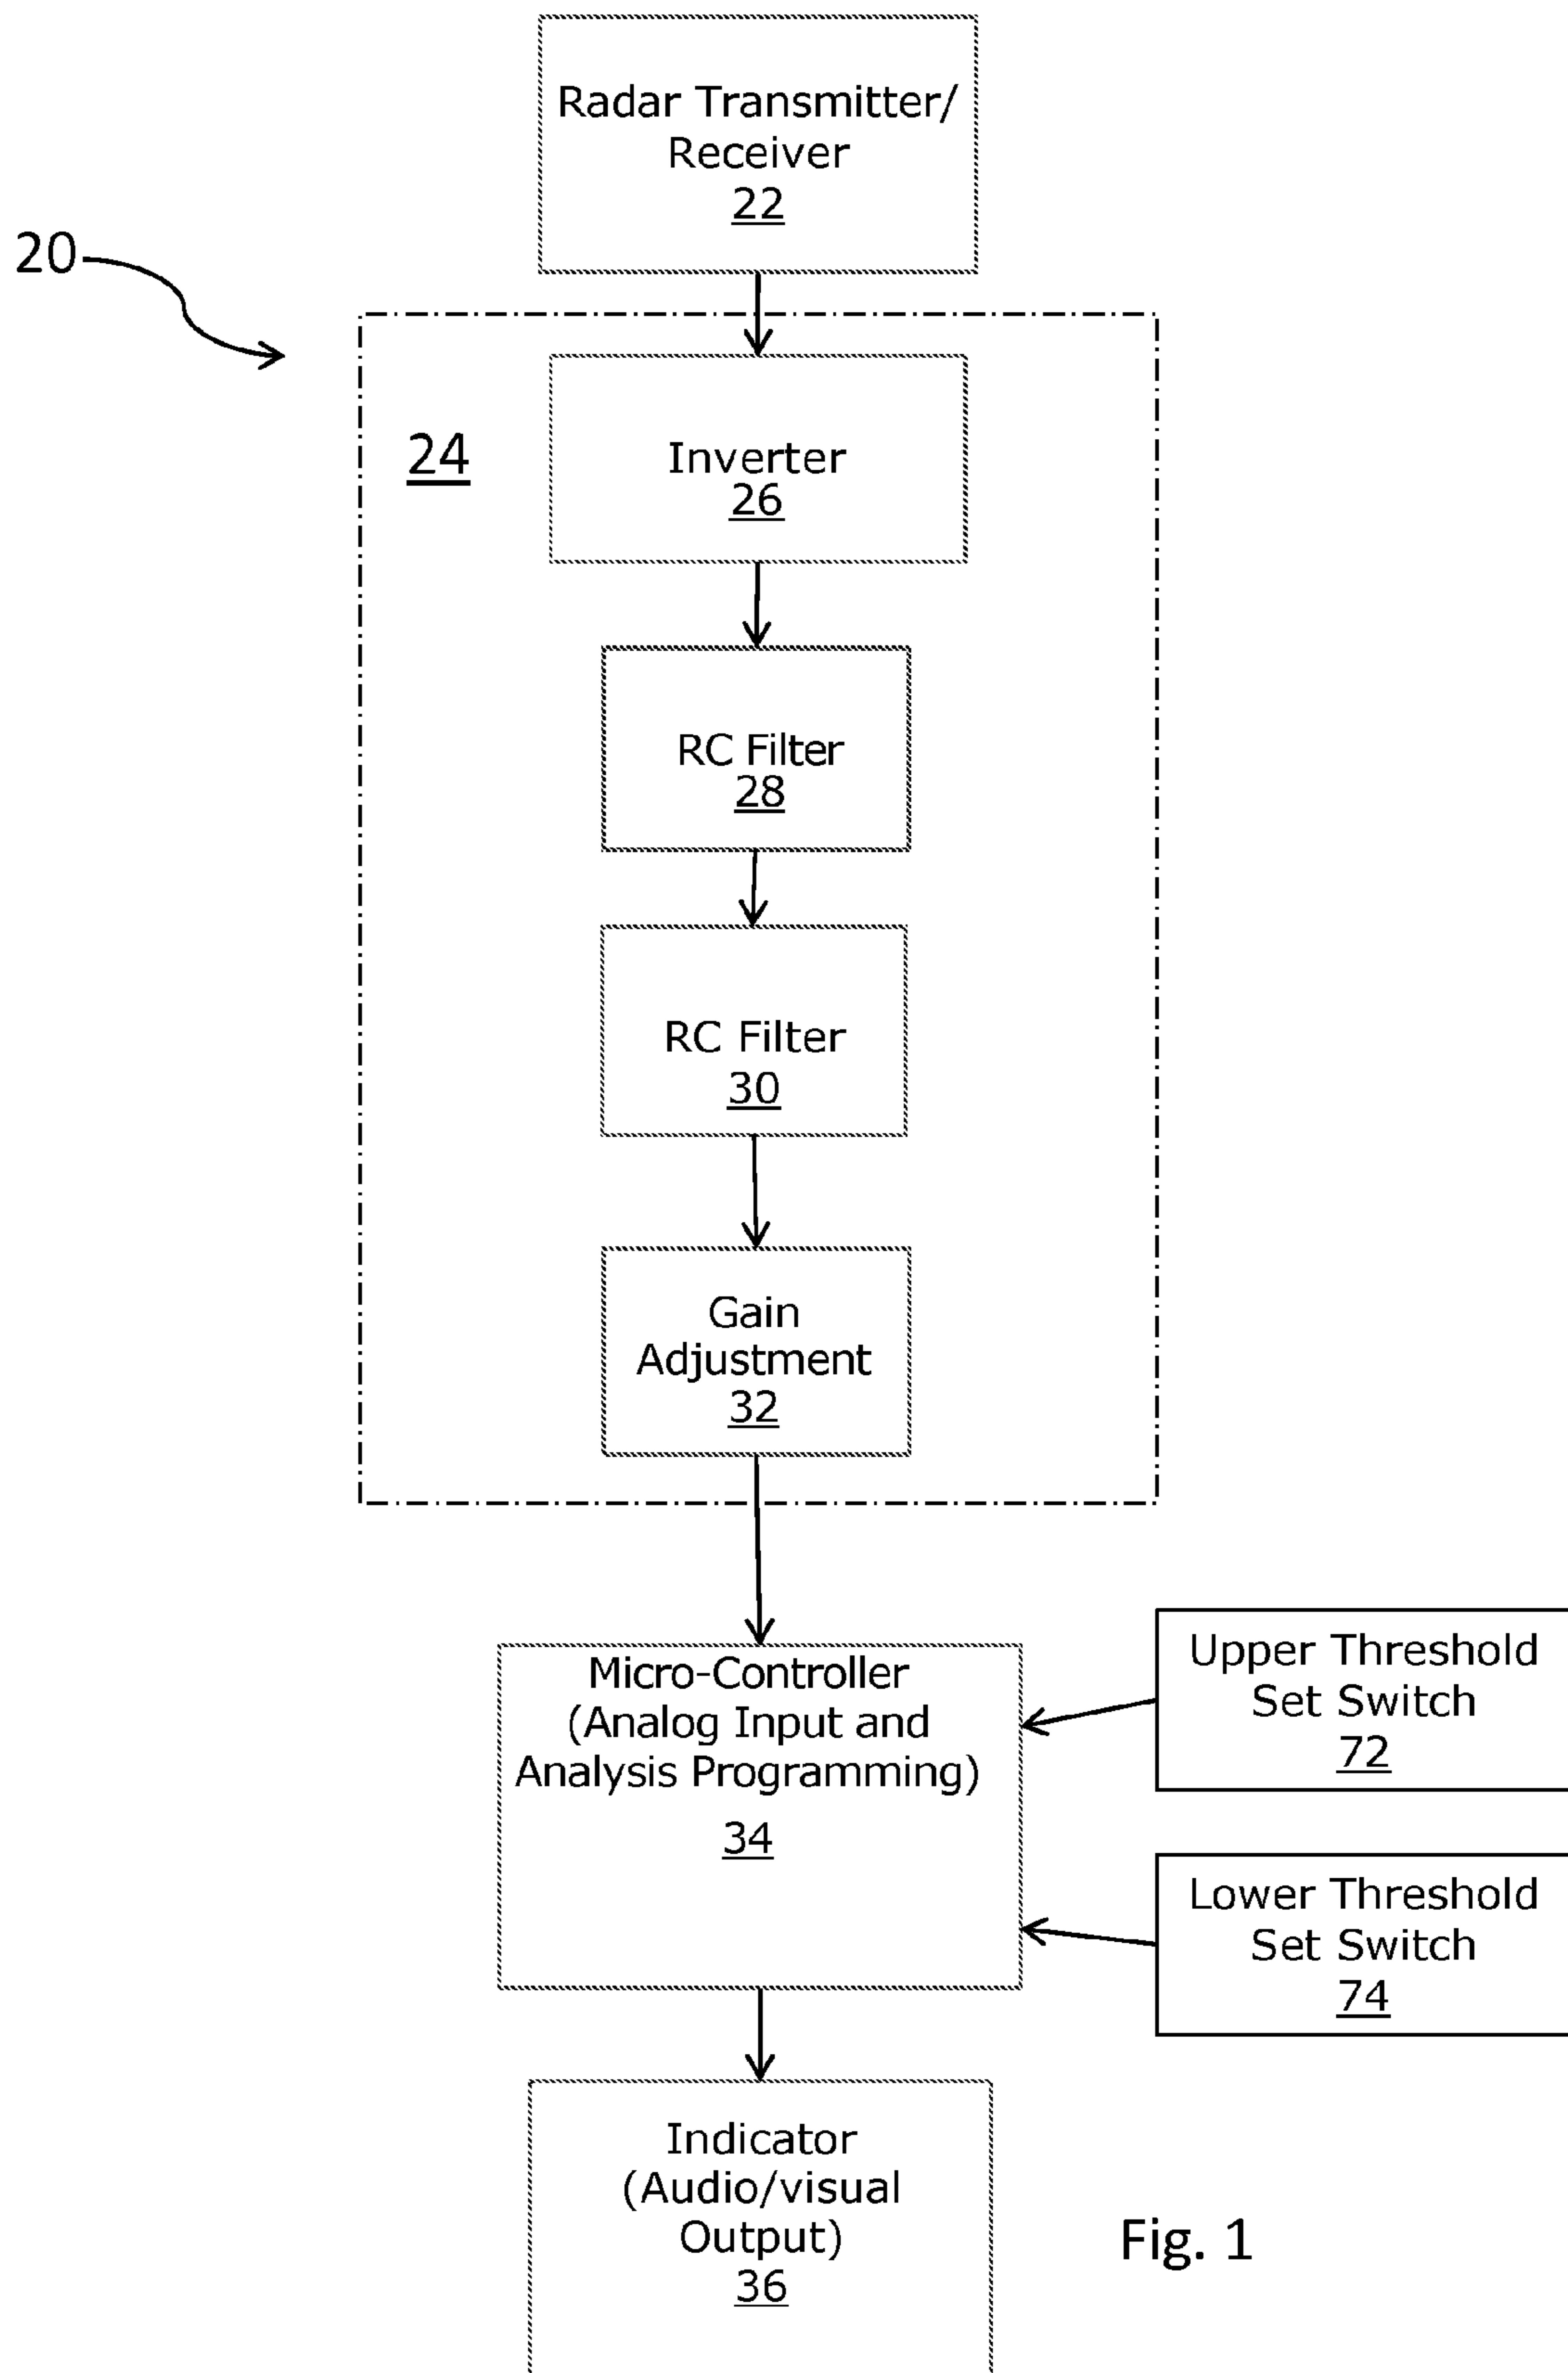 Radar Transmitter/
Receiver
22
20
24
Inverter
26
RC Filter
28
RC Filter
30
Gain
Adjustment
32
Micro-Controller
(Analog Input and
Analysis Programming)
34
Upper Threshold
Set Switch
72
Lower Threshold
Set Switch
74
Indicator
(Audio/visual
Output)
36
Fig. 1